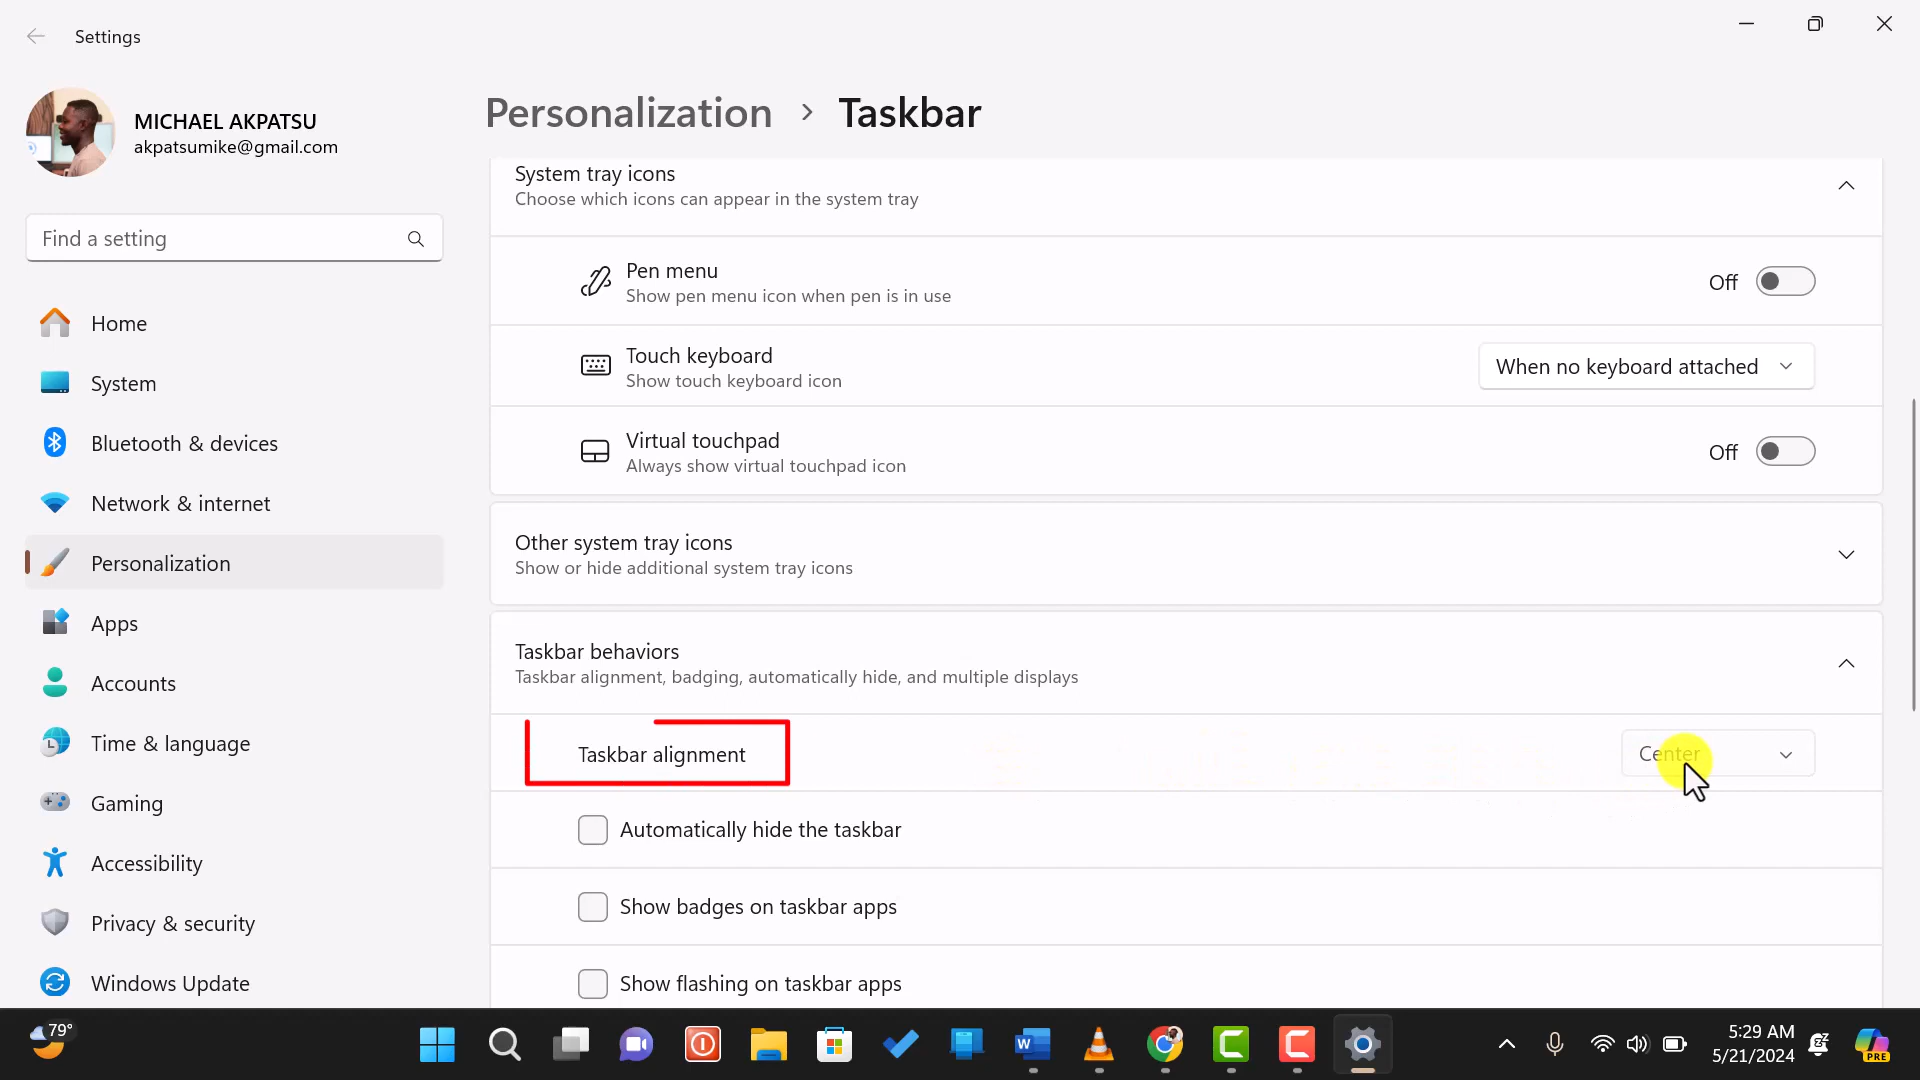 Settings
MICHAEL AKPATSU
akpatsumike@gmail.com
Find a setting
Home
System
Bluetooth & devices
Network & internet
Personalization
Apps
Accounts
Time & language
Gaming
Accessibility
Privacy & security
Windows Update
Personalization > Taskbar
System tray icons
Choose which icons can appear in the system tray
Pen menu
Show pen menu icon when pen is in use
Off
Touch keyboard
Show touch keyboard icon
When no keyboard attached
Virtual touchpad
Always show virtual touchpad icon
Off
Other system tray icons
Show or hide additional system tray icons
Taskbar behaviors
Taskbar alignment, badging, automatically hide, and multiple displays
Taskbar alignment
Center
Automatically hide the taskbar
Show badges on taskbar apps
Show flashing on taskbar apps
79°
W
5:29 AM
5/21/2024
PRE